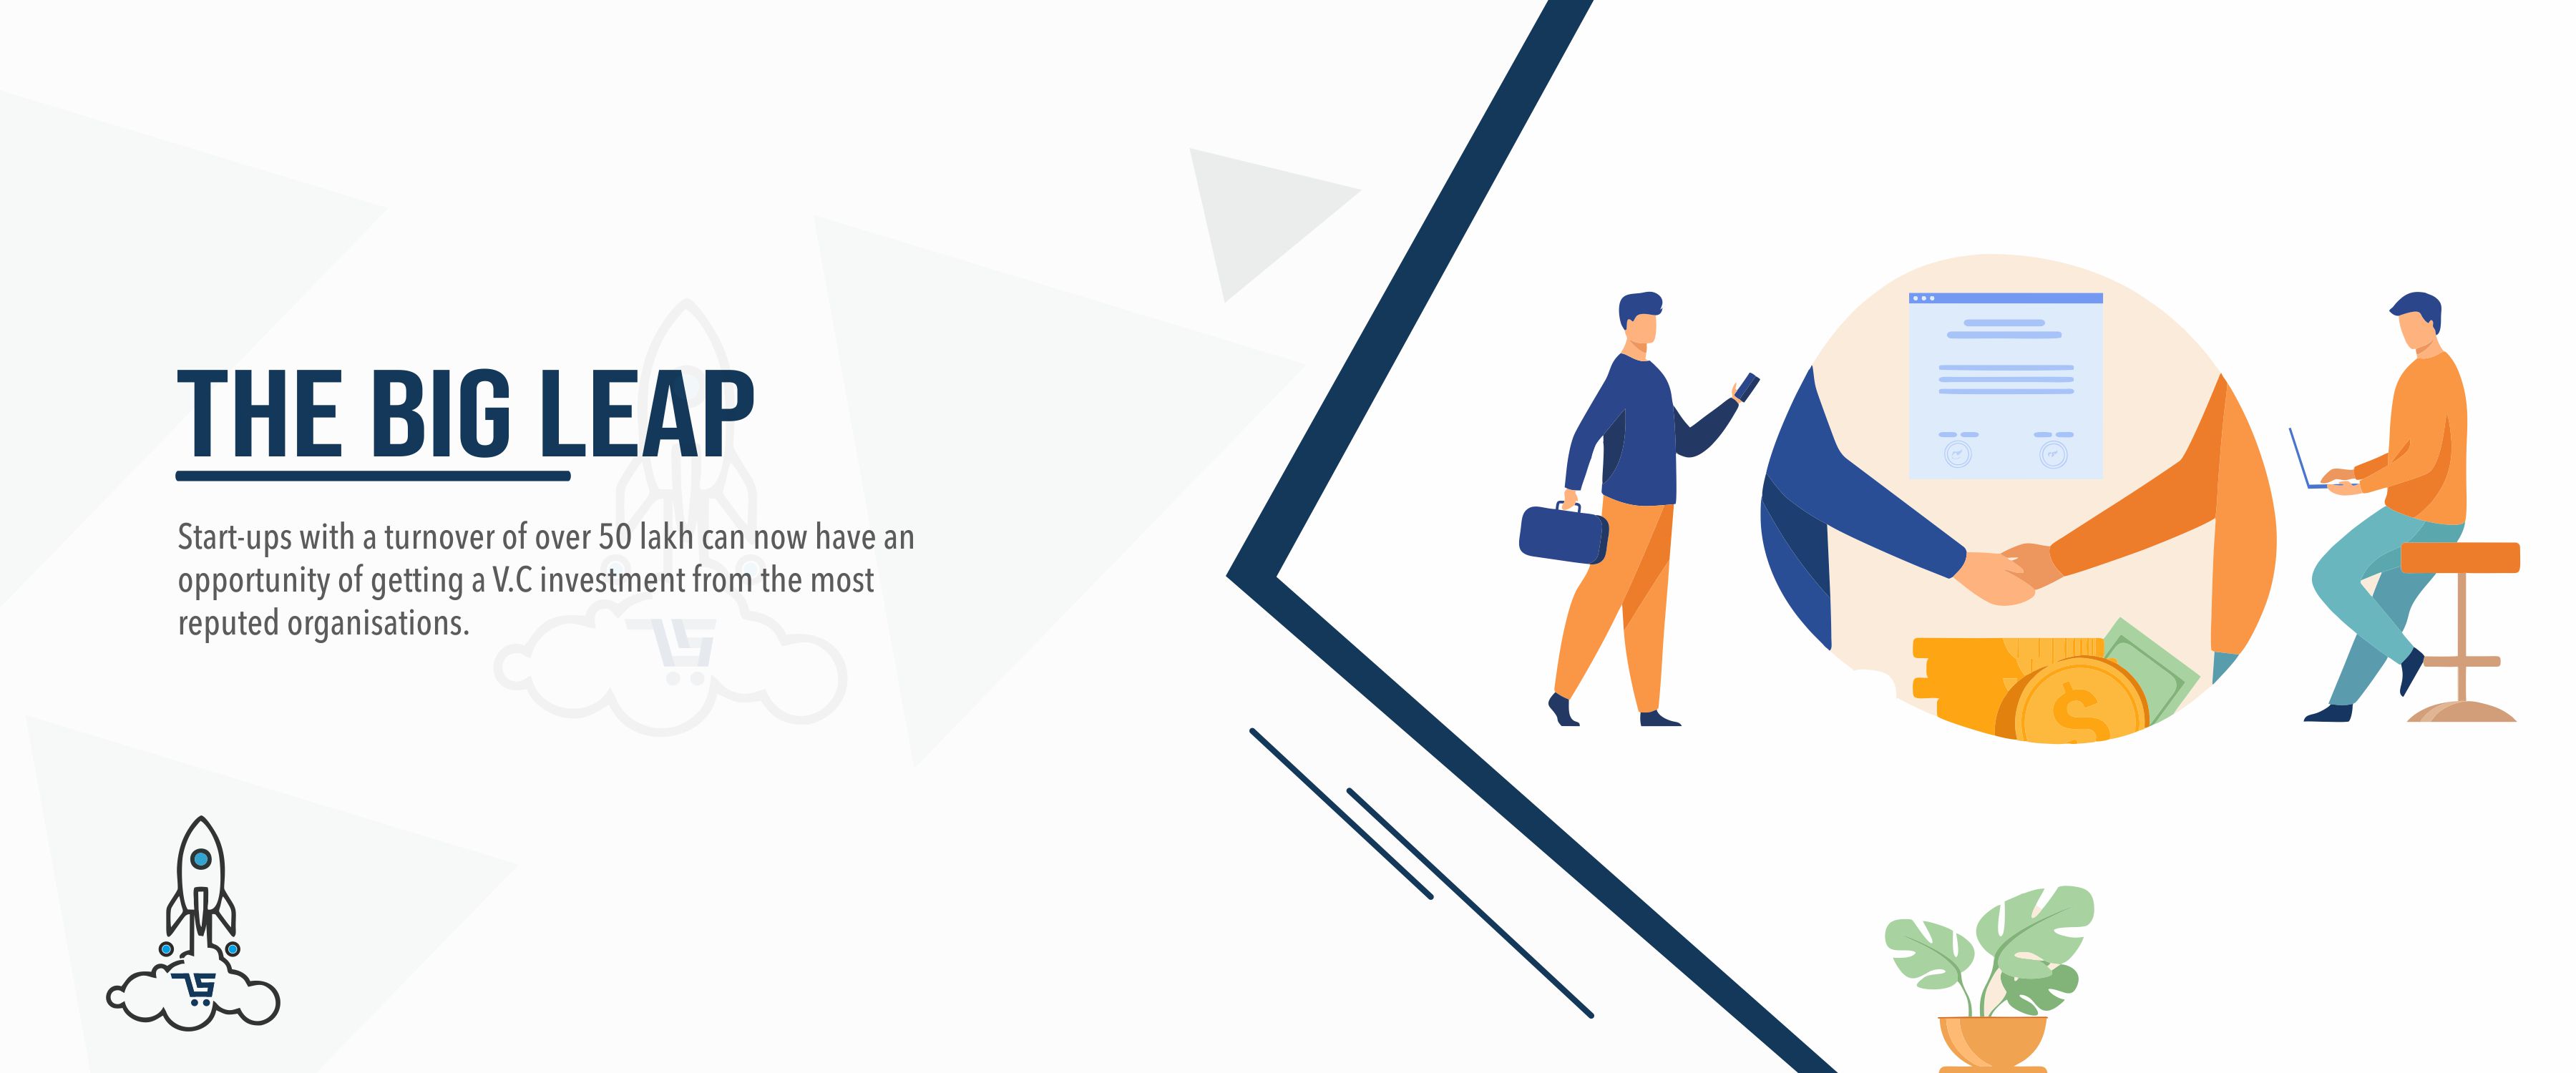 THE BIG LEAP
Start-ups with a turnover of over 50 lakh can now have an
opportunity of getting a V.C investment from the most
reputed organisations.